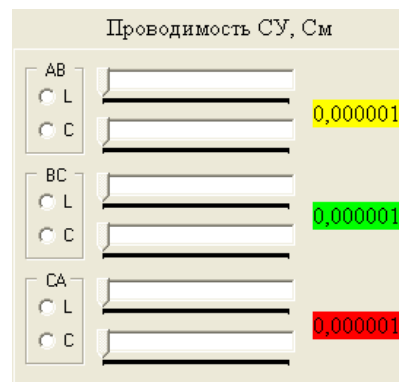 Проводимость СУ, См
AB
L
0,000001
C
BC
L
0,000001
C
CA
L
0,000001
C